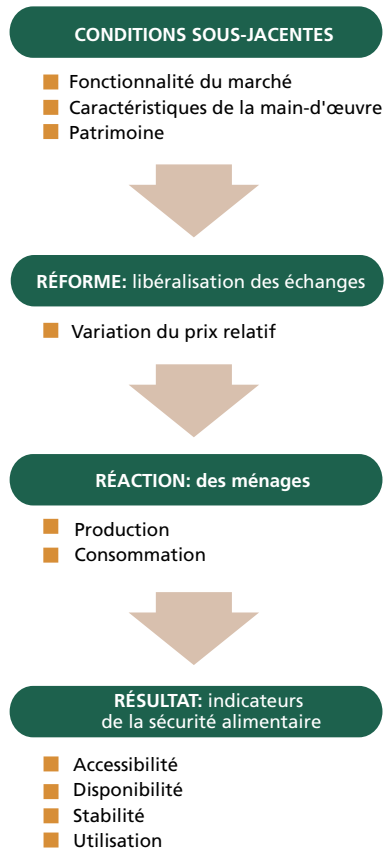 CONDITIONS SOUS-JACENTES
Fonctionnalité du marché
Caractéristiques de la main-d'œuvre
Patrimoine
RÉFORME: libéralisation des échanges
Variation du prix relatif
RÉACTION: des ménages
Production
Consommation
RÉSULTAT: indicateurs
de la sécurité alimentaire
Accessibilité
Disponibilité
Stabilité
Utilisation